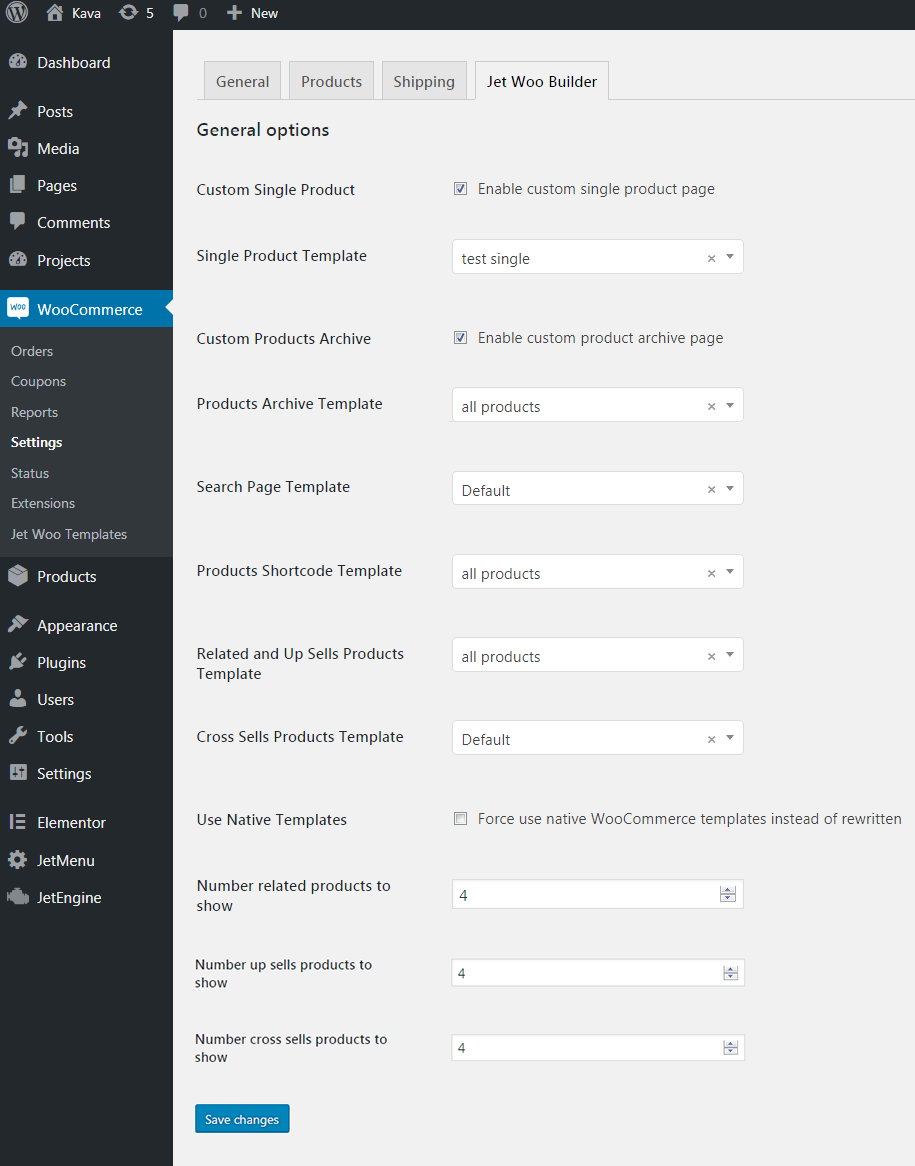 Kava 5 0 New
Dashboard
Posts
Media
Pages
Comments
Projects
woo WooCommerce
Orders
Coupons
Reports
Settings
Status
Extensions
Jet Woo Templates
Products
Appearance
Plugins
Users
Tools
Settings
Elementor
JetMenu
JetEngine
General Products Shipping Jet Woo Builder
General options
Custom Single Product Enable custom single product page
Single Product Template test single ×
Custom Products Archive Enable custom product archive page
Products Archive Template all products ×
Search Page Template Default ×
Products Shortcode Template all products ×
Related and Up Sells Products all products ×
Template
Cross Sells Products Template Default ×
Use Native Templates Force use native WooCommerce templates instead of rewritten
Number related products to 4
show
Number up sells products to 4
show
Number cross sells products to 4
show
Save changes